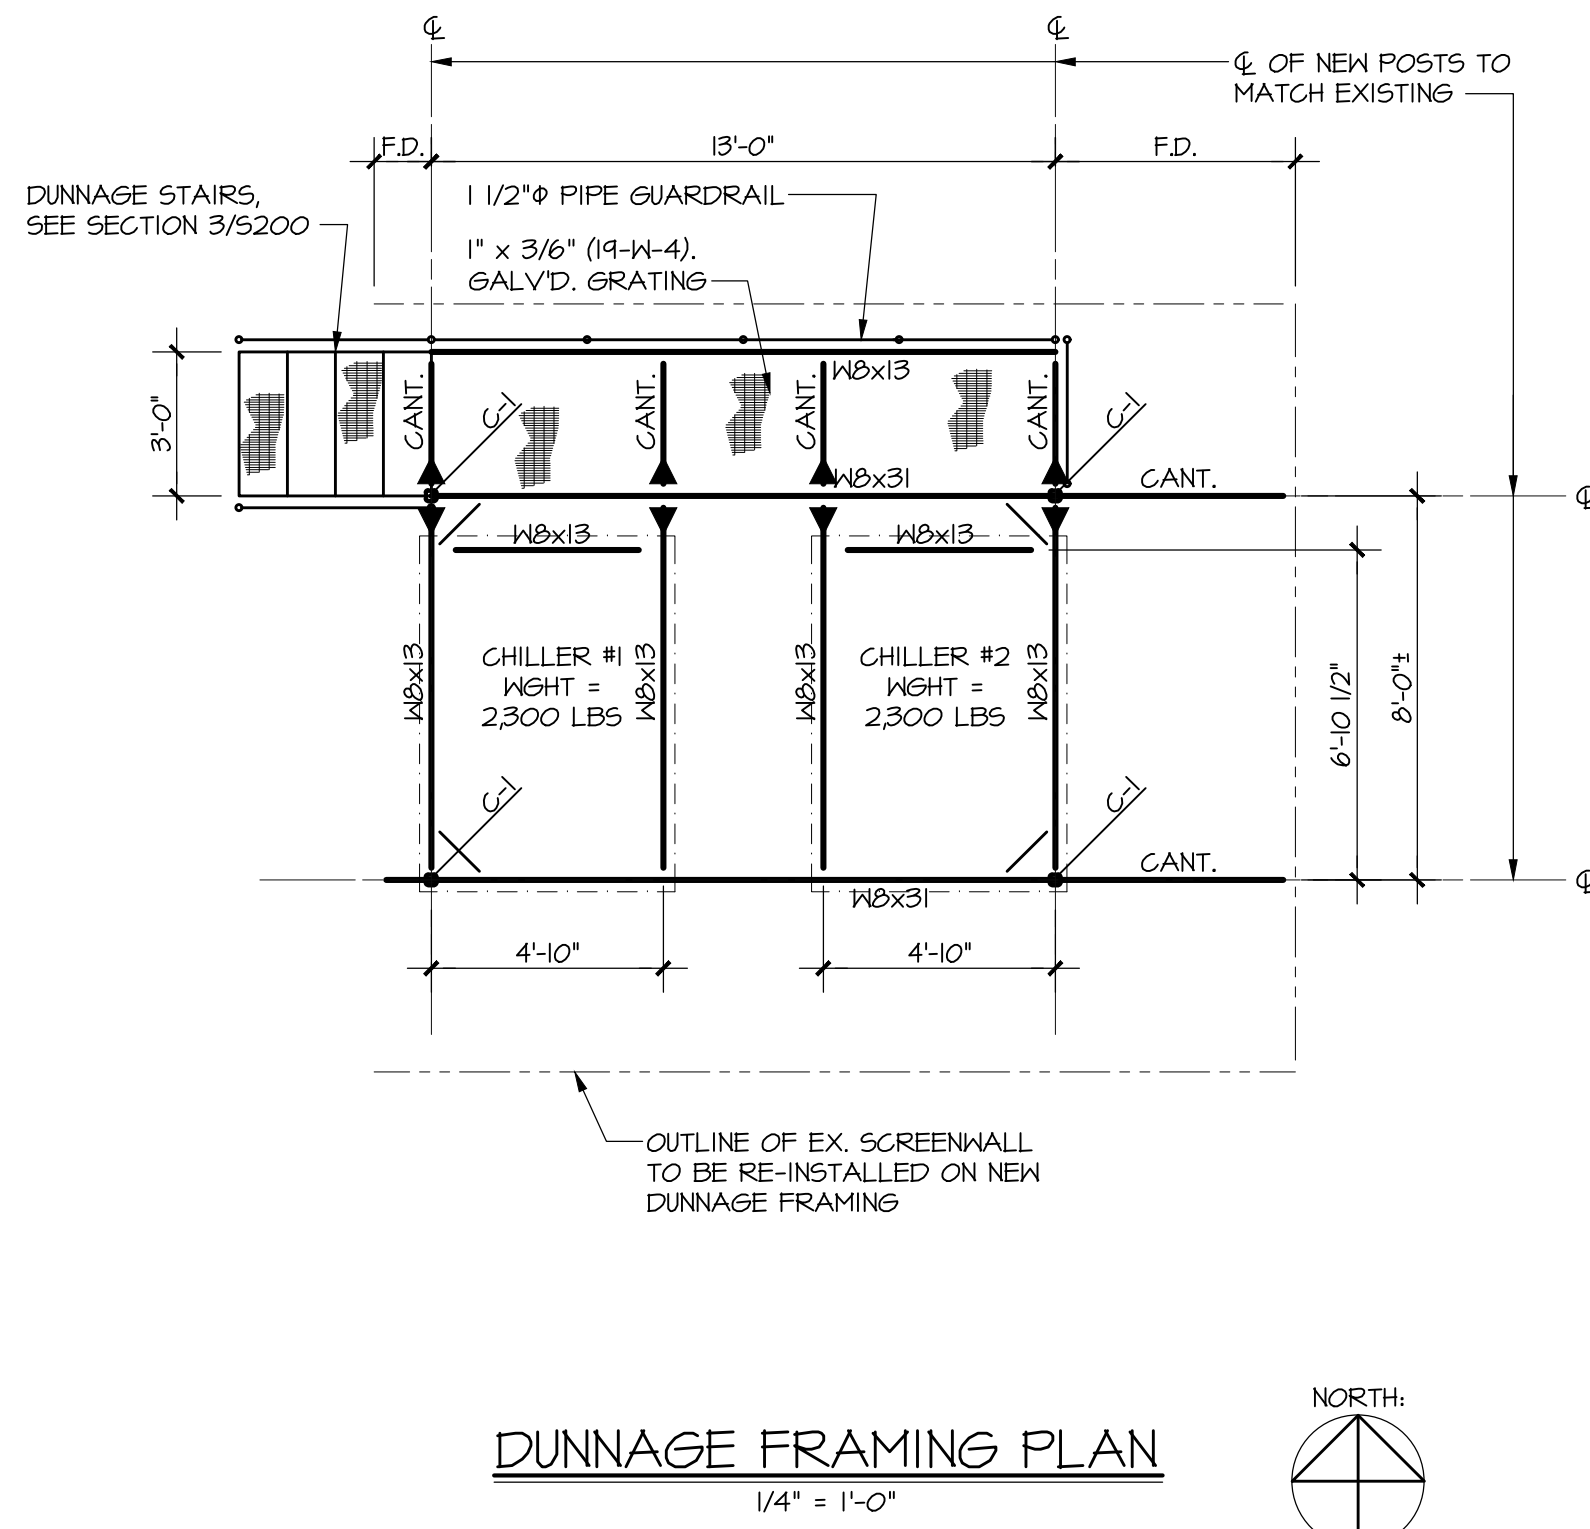 ℄ ℄
℄ OF NEW POSTS TO
MATCH EXISTING
F.D. 13'-0" F.D.
DUNNAGE STAIRS,
SEE SECTION 3/S200
1 1/2"Φ PIPE GUARDRAIL
1" x 3/6" (19-W-4).
GALV'D. GRATING
W8x13
CANT. CANT. CANT. CANT.
C-1 C-1
3'-0"
W8x31 CANT.
℄
W8x13 W8x13
W8x13 W8x13 W8x13 W8x13
CHILLER #1
WGHT =
2,300 LBS
CHILLER #2
WGHT =
2,300 LBS
6'-10 1/2"
8'-0"±
C-1 C-1
CANT.
℄
W8x31
4'-10" 4'-10"
OUTLINE OF EX. SCREENWALL
TO BE RE-INSTALLED ON NEW
DUNNAGE FRAMING
NORTH:
DUNNAGE FRAMING PLAN
1/4" = 1'-0"